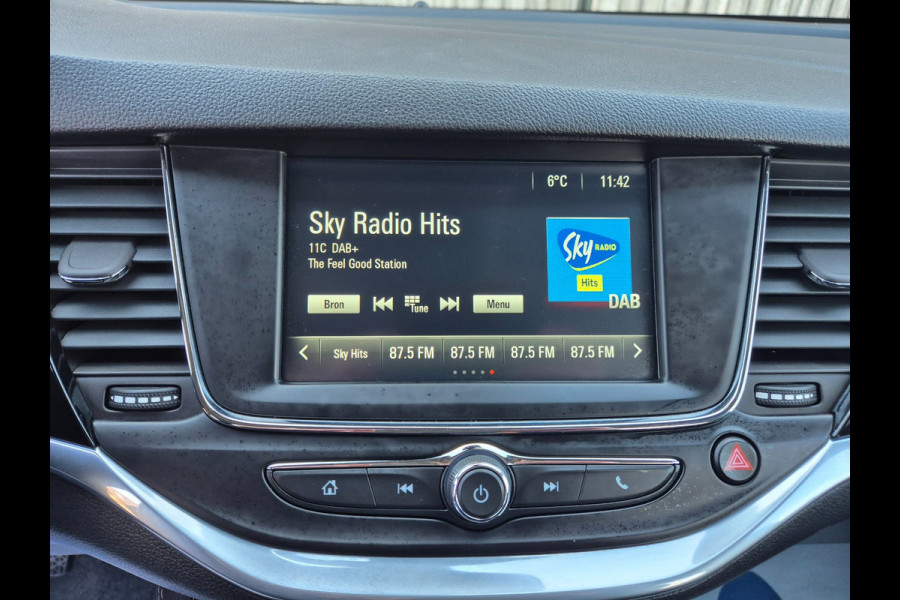 6°C 11:42
Sky Radio Hits
11C DAB+
The Feel Good Station
Sky RADIO
Hits
DAB
Bron Tune Menu
Sky Hits 87.5 FM 87.5 FM 87.5 FM 87.5 FM